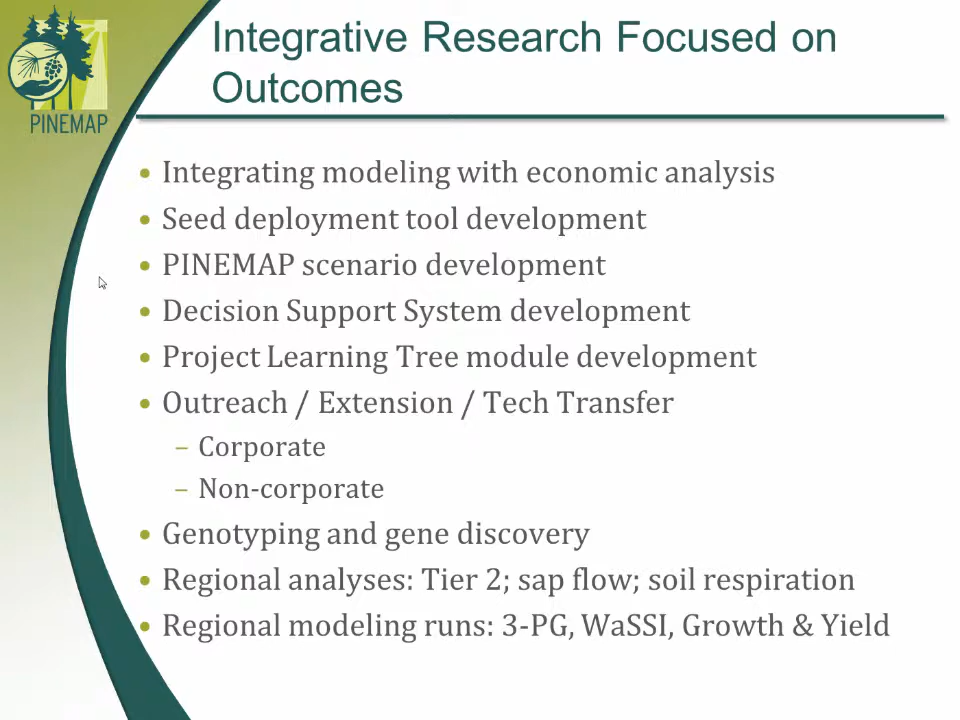 PINEMAP
Integrative Research Focused on
Outcomes
• Integrating modeling with economic analysis
• Seed deployment tool development
• PINEMAP scenario development
• Decision Support System development
• Project Learning Tree module development
• Outreach / Extension / Tech Transfer
– Corporate
– Non-corporate
• Genotyping and gene discovery
• Regional analyses: Tier 2; sap flow; soil respiration
• Regional modeling runs: 3-PG, WaSSI, Growth & Yield